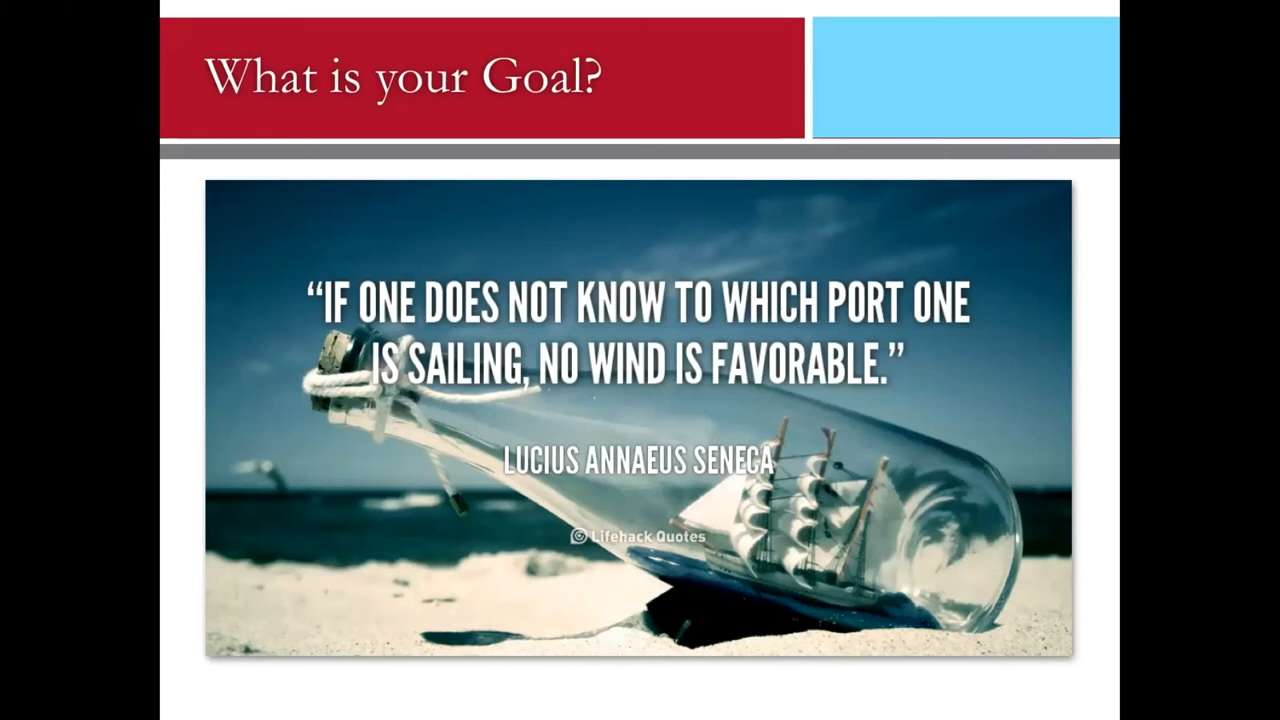 What is your Goal?
“IF ONE DOES NOT KNOW TO WHICH PORT ONE
IS SAILING, NO WIND IS FAVORABLE.”
LUCIUS ANNAEUS SENECA
Lifehack Quotes